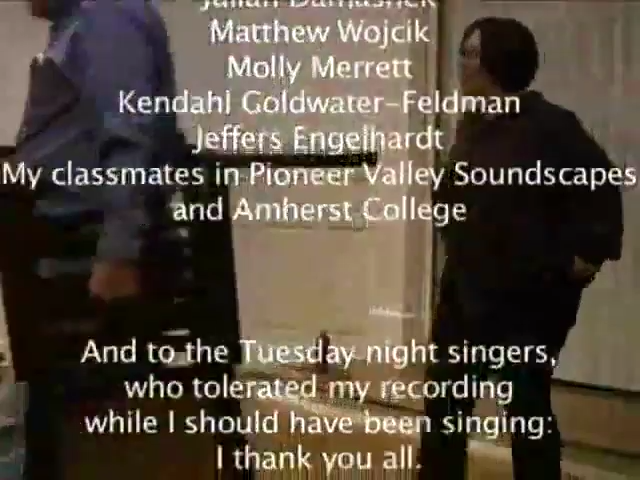 Matthew Wojcik
Molly Merrett
Kendahl Goldwater-Feldman
Jeffers Engelhardt
My classmates in Pioneer Valley Soundscapes
and Amherst College
And to the Tuesday night singers,
who tolerated my recording
while I should have been singing:
I thank you all.